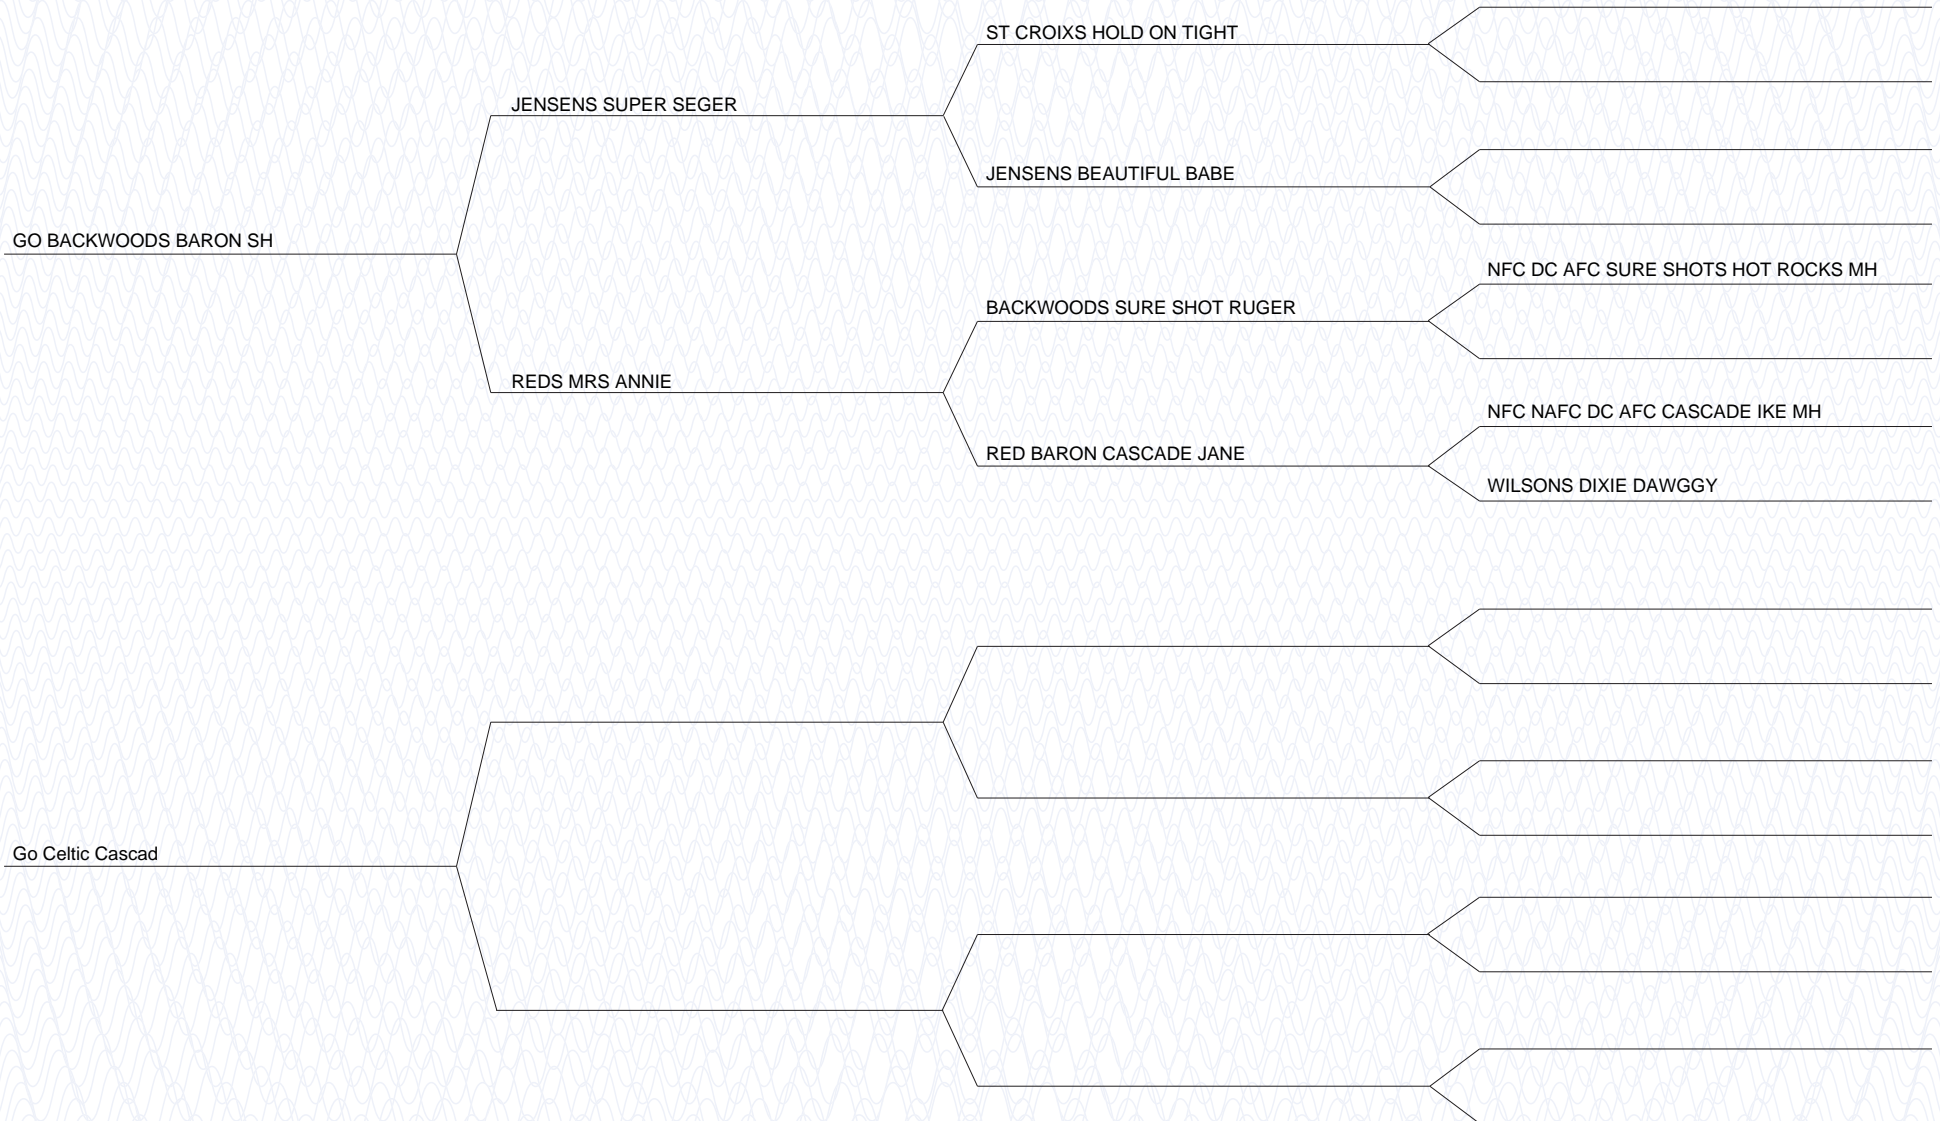 ST CROIXS HOLD ON TIGHT
JENSENS SUPER SEGER
JENSENS BEAUTIFUL BABE
GO BACKWOODS BARON SH
NFC DC AFC SURE SHOTS HOT ROCKS MH
BACKWOODS SURE SHOT RUGER
REDS MRS ANNIE
NFC NAFC DC AFC CASCADE IKE MH
RED BARON CASCADE JANE
WILSONS DIXIE DAWGGY
Go Celtic Cascad